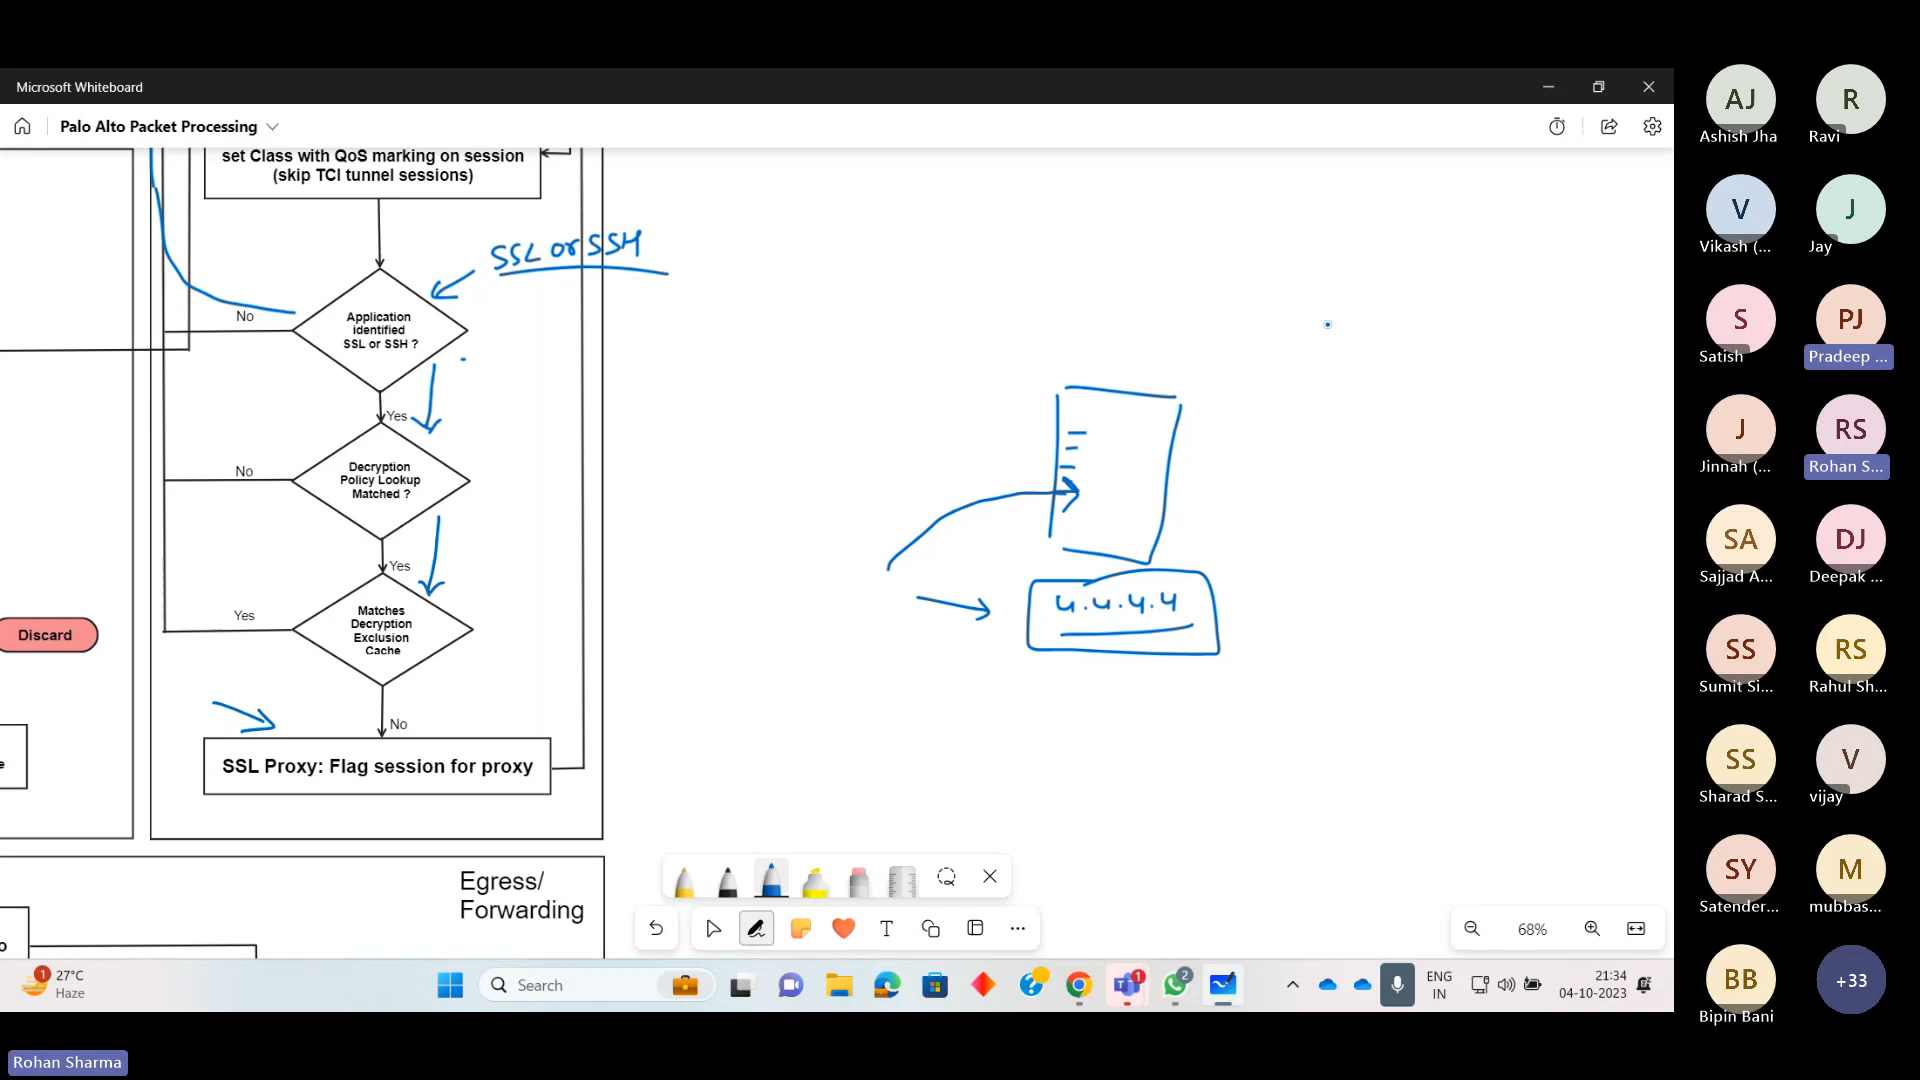 Microsoft Whiteboard
Palo Alto Packet Processing
set Class with QoS marking on session
(skip TCI tunnel sessions)
SSL or SSH
No
Application
identified
SSL or SSH ?
Yes
No
Decryption
Policy Lookup
Matched ?
Yes
Yes
Matches
Decryption
Exclusion
Cache
No
SSL Proxy: Flag session for proxy
Discard
e
4.4.4.4
Egress/
Forwarding
o
68%
1
27°C
Haze
Search
1
2
ENG
IN
21:34
04-10-2023
AJ
Ashish Jha
R
Ravi
V
Vikash (...
J
Jay
S
Satish
PJ
Pradeep ...
J
Jinnah (...
RS
Rohan S...
SA
Sajjad A...
DJ
Deepak ...
SS
Sumit Si...
RS
Rahul Sh...
SS
Sharad S...
V
vijay
SY
Satender...
M
mubbas...
BB
Bipin Bani
+33
Rohan Sharma